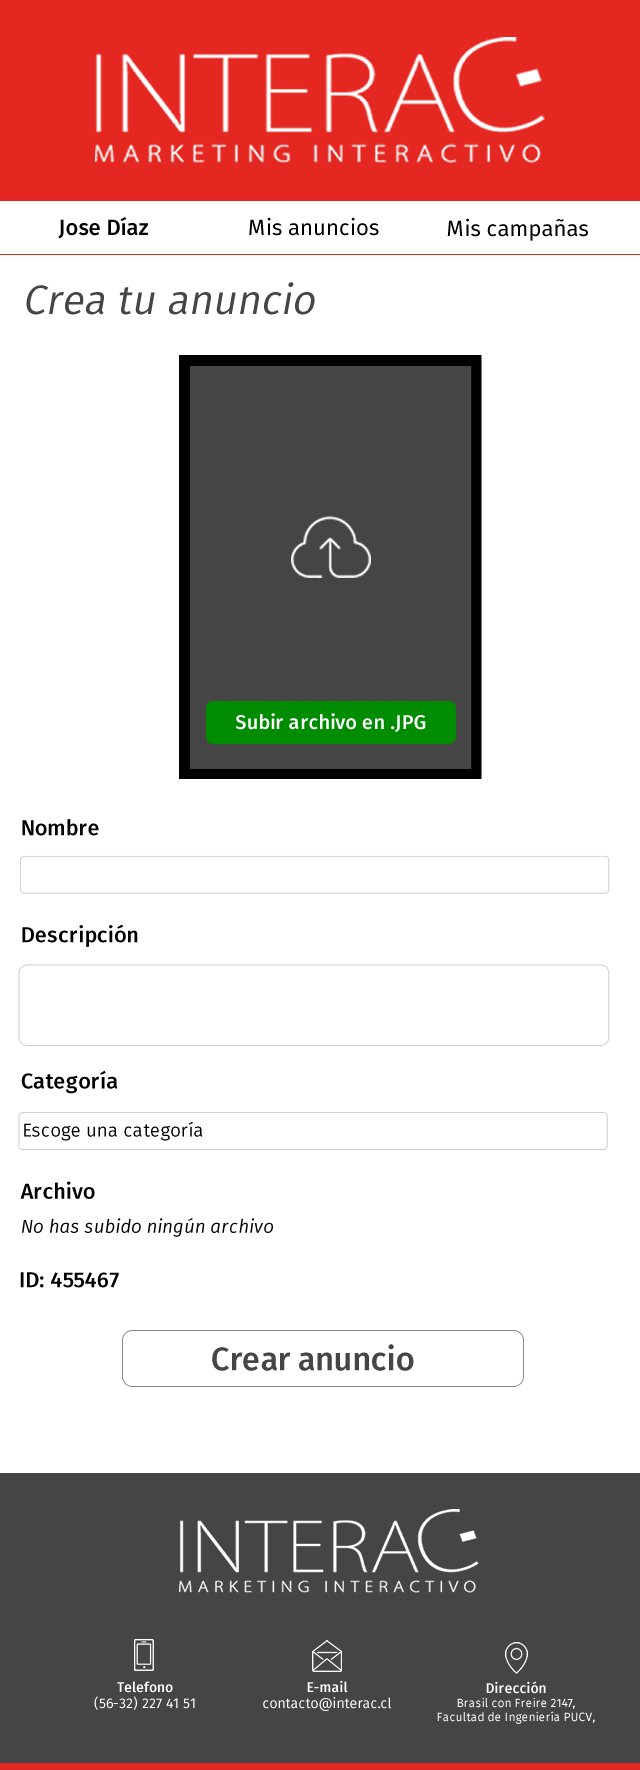 INTERAC
MARKETING INTERACTIVO
Jose Díaz Mis anuncios Mis campañas
Crea tu anuncio
Subir archivo en .JPG
Nombre
Descripción
Categoría
Escoge una categoría
Archivo
No has subido ningún archivo
ID: 455467
Crear anuncio
INTERAC
MARKETING INTERACTIVO
Telefono
(56-32) 227 41 51
E-mail
contacto@interac.cl
Dirección
Brasil con Freire 2147,
Facultad de Ingeniería PUCV,